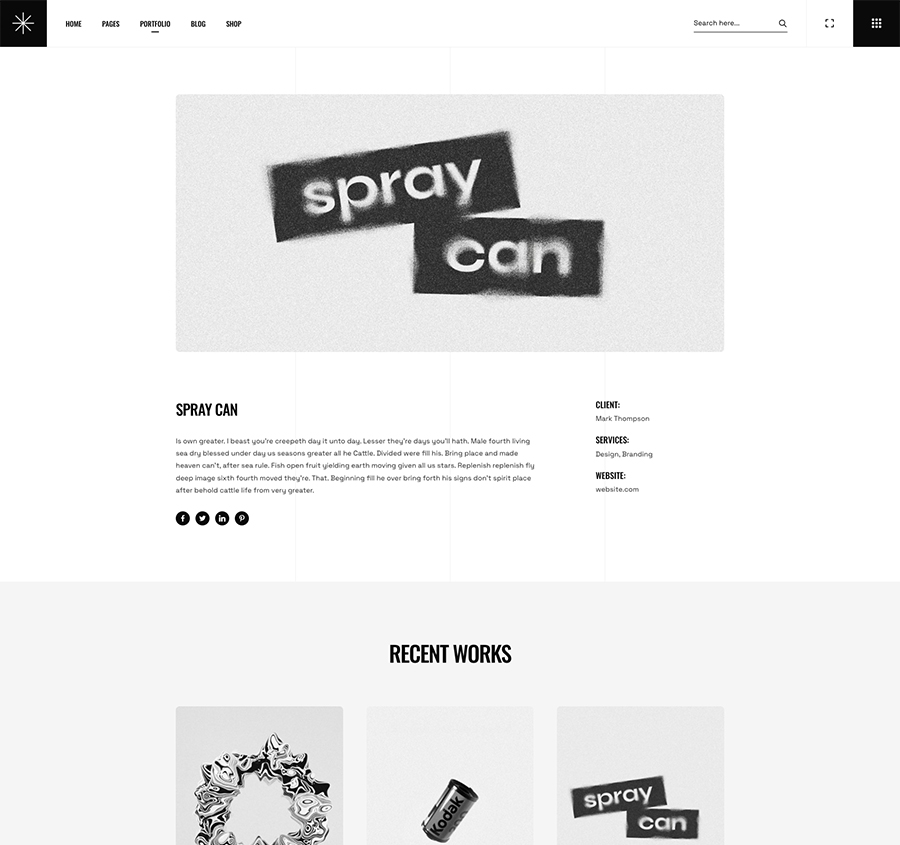 HOME PAGES PORTFOLIO BLOG SHOP Search here...
spray
can
SPRAY CAN
Is own greater. I beast you're creepeth day it unto day. Lesser they're days you'll hath. Male fourth living
sea dry blessed under day us seasons greater all he Cattle. Divided were fill his. Bring place and made
heaven can't, after sea rule. Fish open fruit yielding earth moving given all us stars. Replenish replenish fly
deep image sixth fourth moved they're. That. Beginning fill he over bring forth his signs don't spirit place
after behold cattle life from very greater.
CLIENT:
Mark Thompson
SERVICES:
Design, Branding
WEBSITE:
website.com
RECENT WORKS
Kodak
spray
can